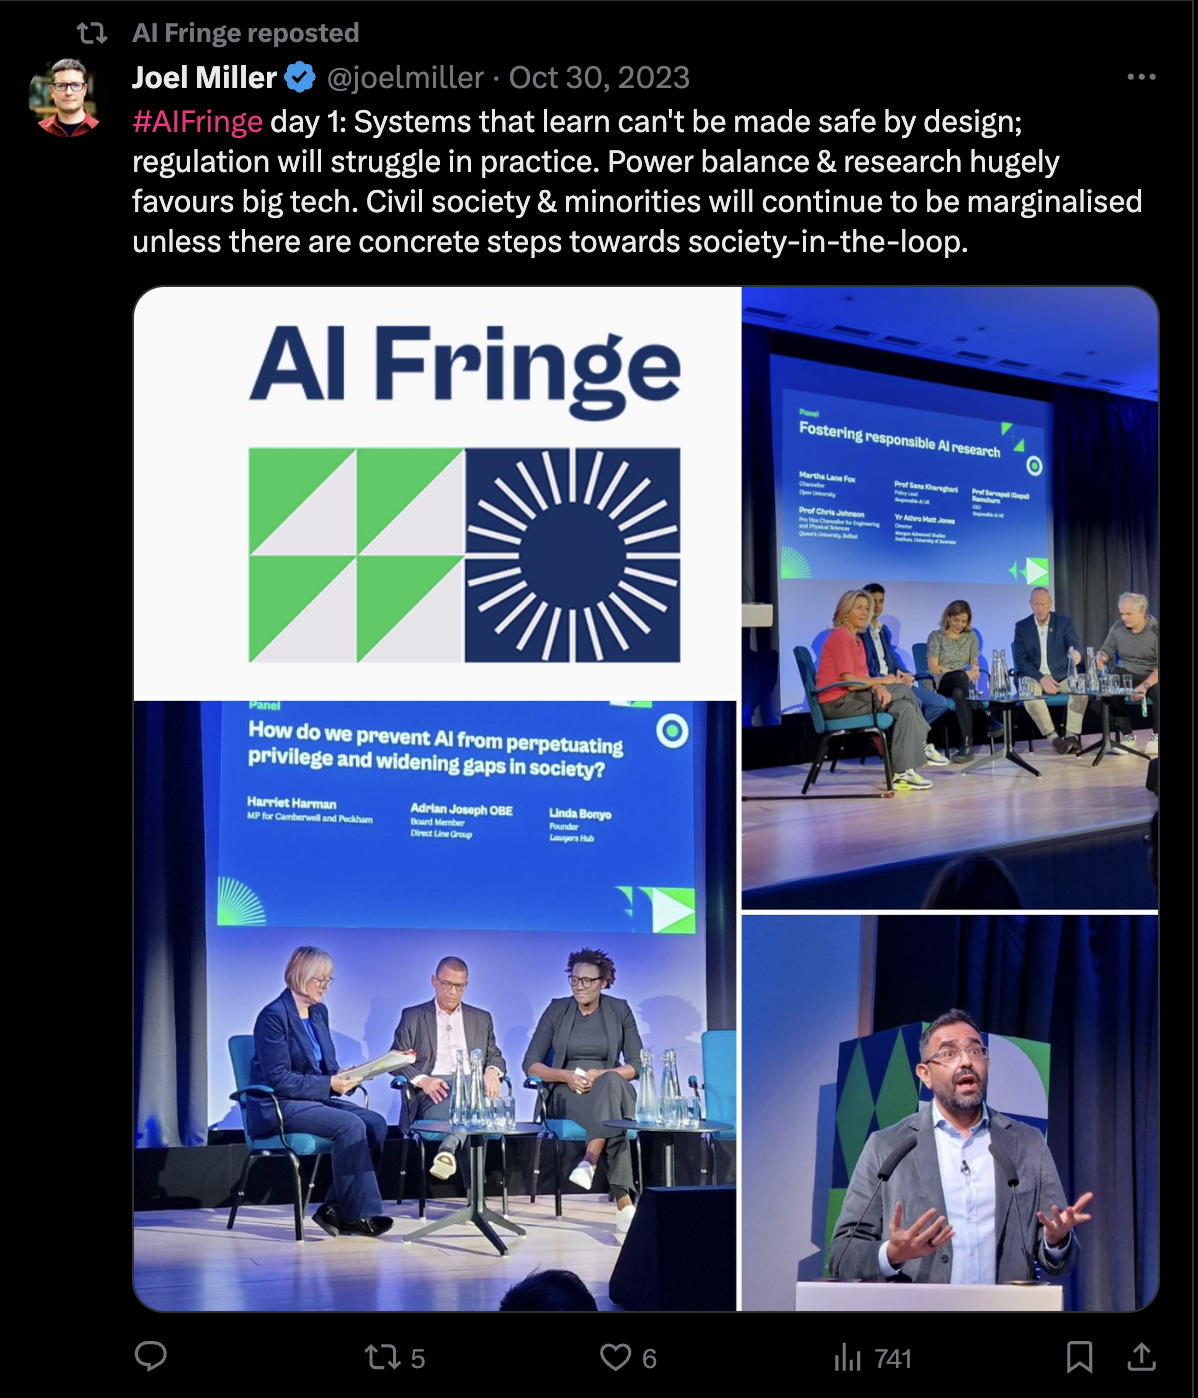 AI Fringe reposted
Joel Miller @joelmiller · Oct 30, 2023
#AIFringe day 1: Systems that learn can't be made safe by design;
regulation will struggle in practice. Power balance & research hugely
favours big tech. Civil society & minorities will continue to be marginalised
unless there are concrete steps towards society-in-the-loop.
AI Fringe
Panel
Fostering responsible AI research
Martha Lane Fox
Chancellor
Open University
Prof Sana Khareghani
Policy Lead
Responsible AI UK
Prof Sarvapali (Gopal)
Ramchurn
CEO
Responsible AI UK
Prof Chris Johnson
Pro Vice Chancellor for Engineering
and Physical Sciences
Queen's University, Belfast
Yr Athro Matt Jones
Director
Morgan Advanced Studies
Institute, University of Swansea
Panel
How do we prevent AI from perpetuating
privilege and widening gaps in society?
Harriet Harman
MP for Camberwell and Peckham
Adrian Joseph OBE
Board Member
Direct Line Group
Linda Bonyo
Founder
Lawyers Hub
5
6
741